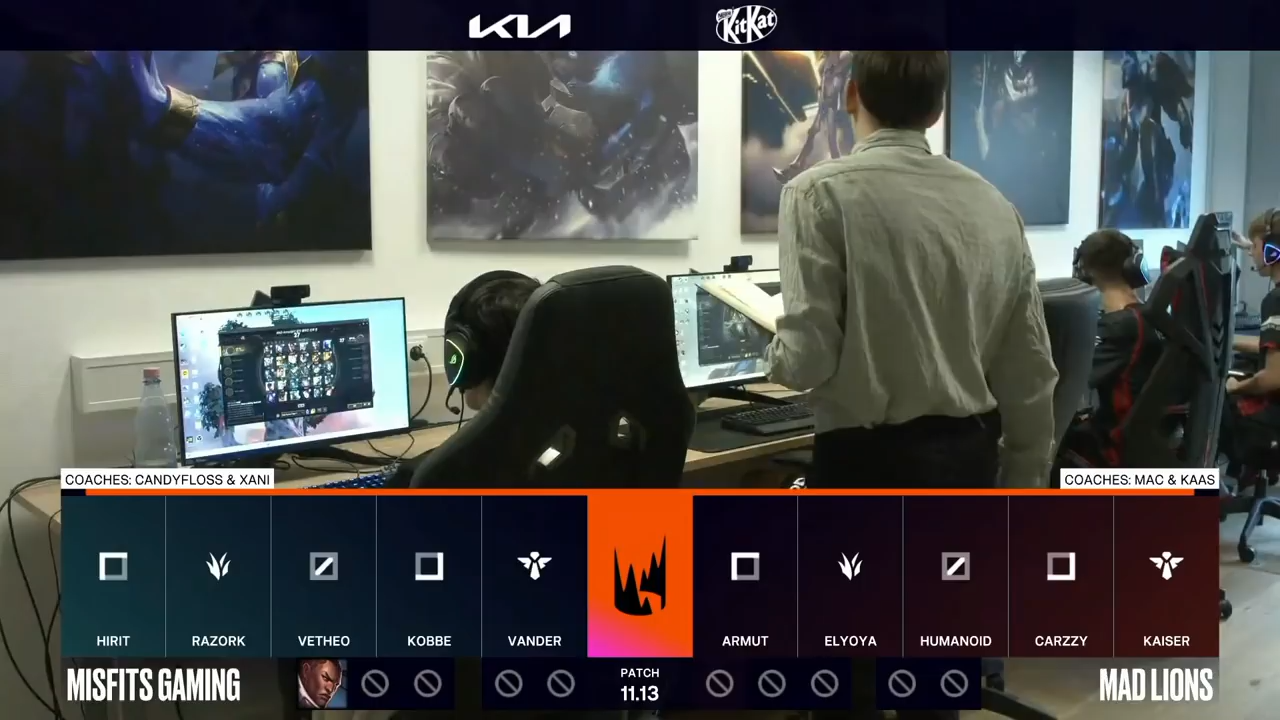 KIA
Nestle KitKat
COACHES: CANDYFLOSS & XANI
COACHES: MAC & KAAS
HIRIT
RAZORK
VETHEO
KOBBE
VANDER
ARMUT
ELYOYA
HUMANOID
CARZZY
KAISER
MISFITS GAMING
PATCH
11.13
MAD LIONS